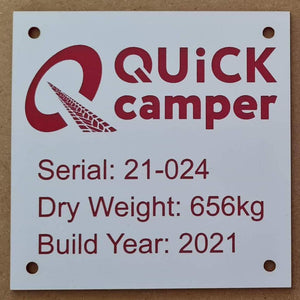 QUiCK
camper
Serial: 21-024
Dry Weight: 656kg
Build Year: 2021